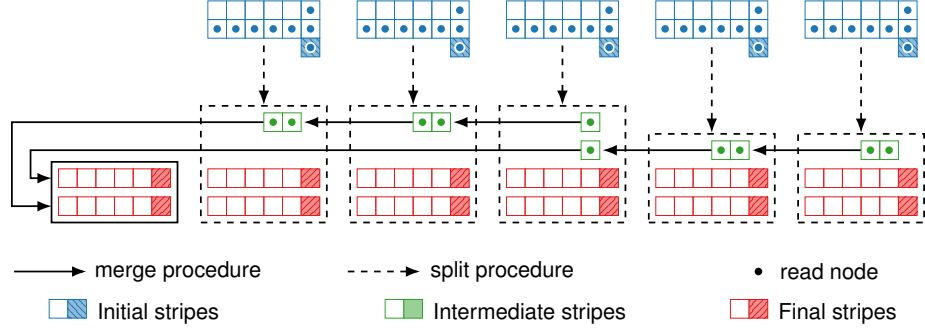 merge procedure split procedure read node
Initial stripes Intermediate stripes Final stripes